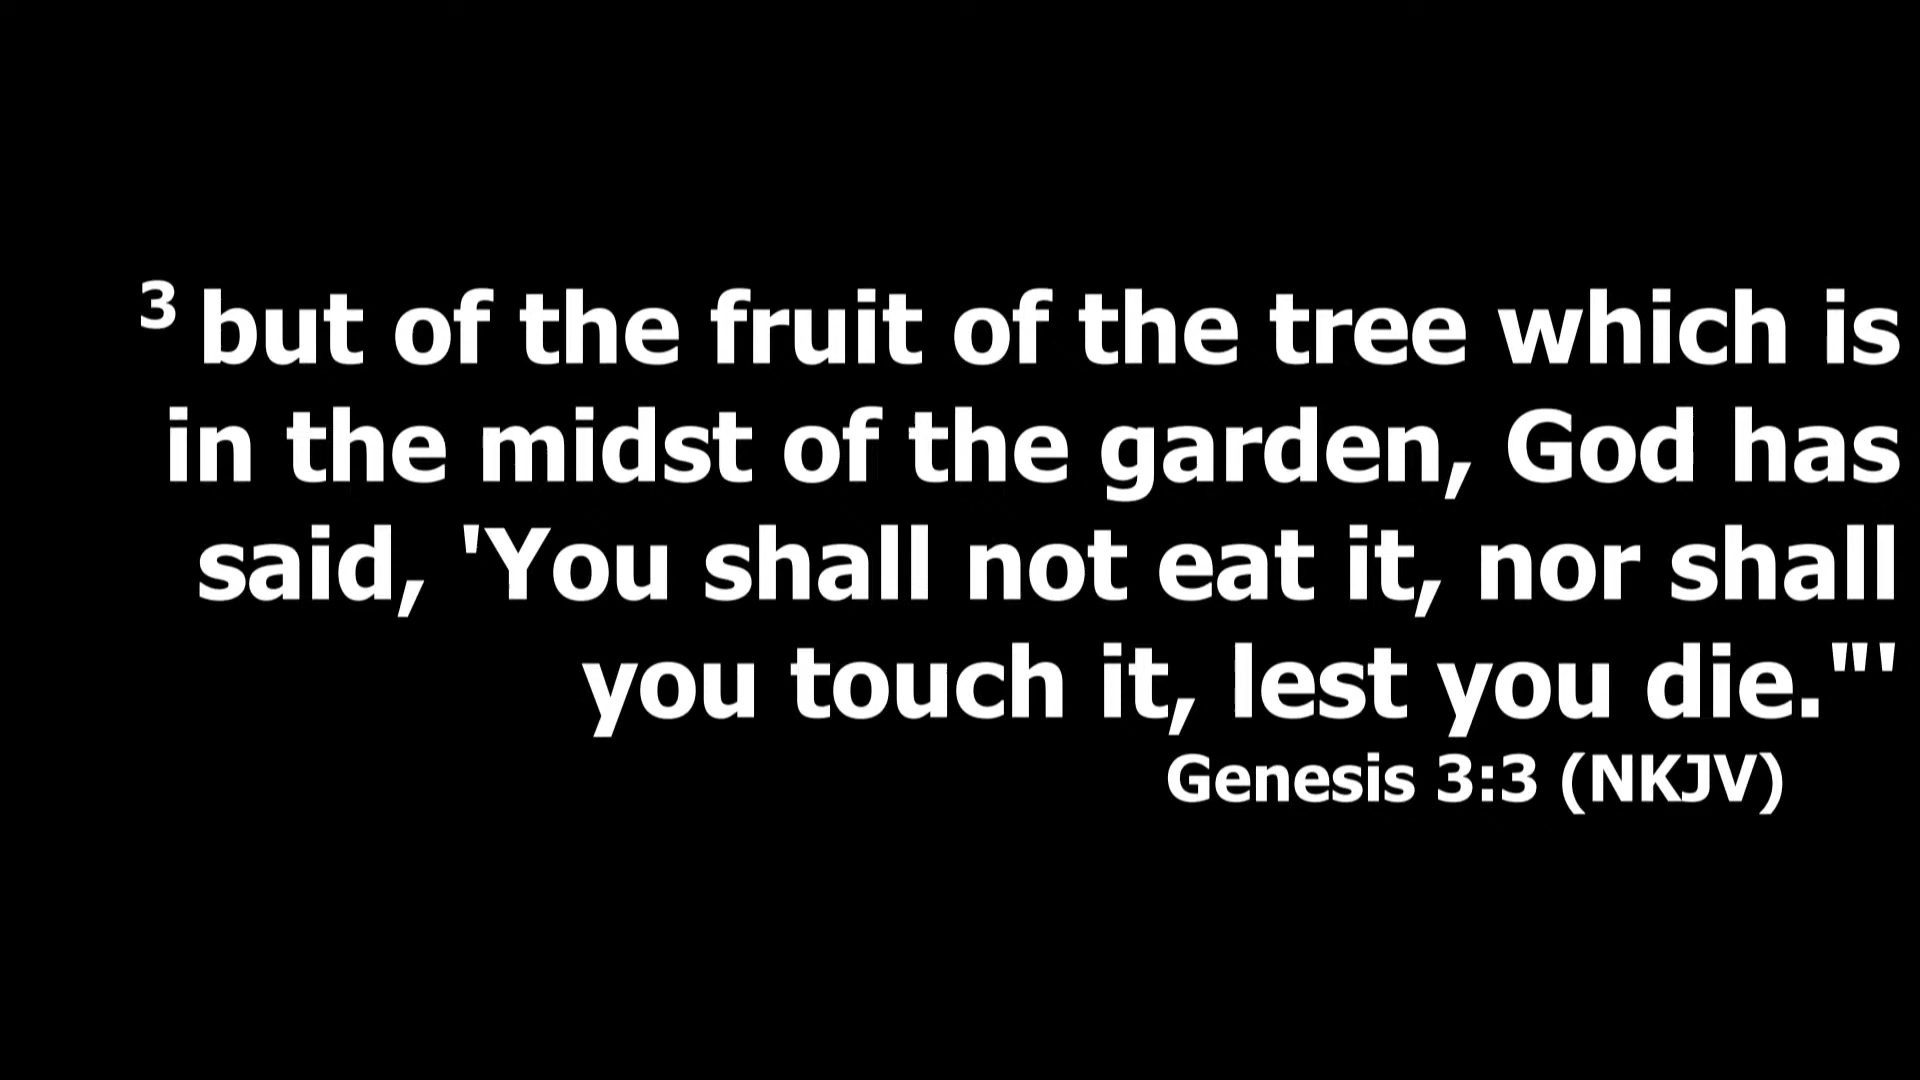 3 but of the fruit of the tree which is
in the midst of the garden, God has
said, 'You shall not eat it, nor shall
you touch it, lest you die."'
Genesis 3:3 (NKJV)